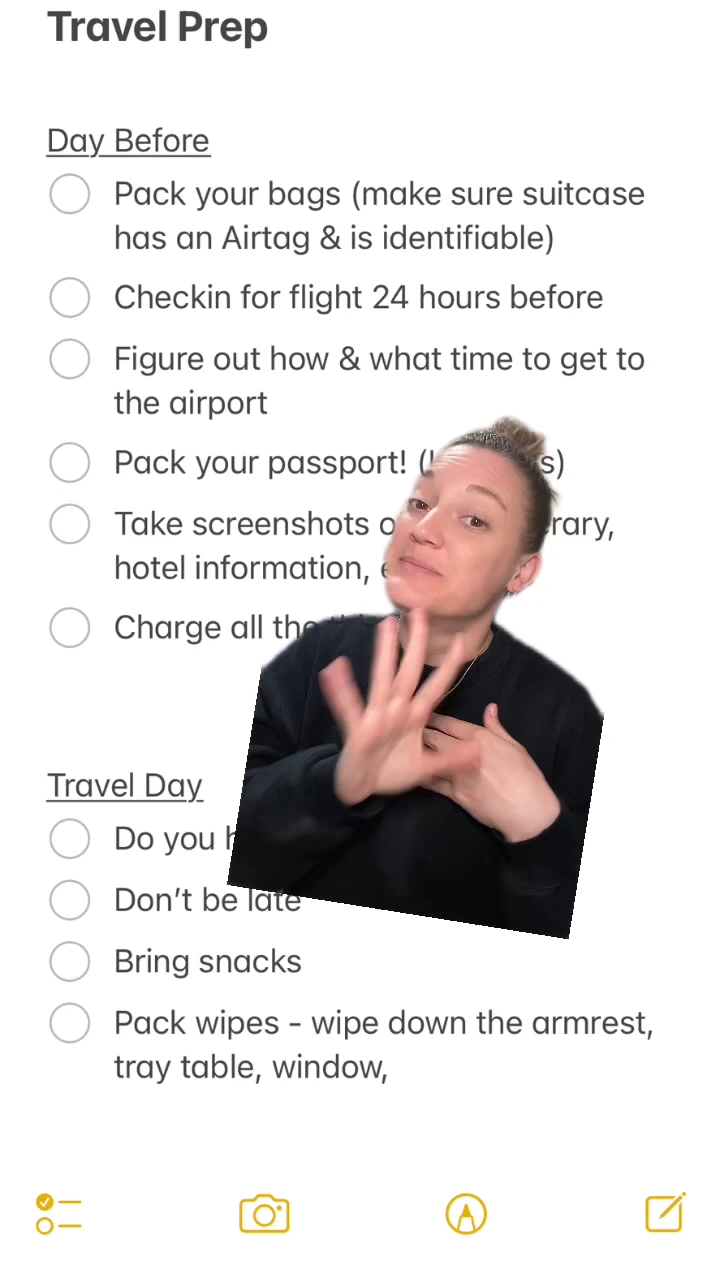 Travel Prep
Day Before
Pack your bags (make sure suitcase
has an Airtag & is identifiable)
Checkin for flight 24 hours before
Figure out how & what time to get to
the airport
Pack your passport!
Take screenshots
hotel information,
Charge all the
Travel Day
Do you
Don't be late
Bring snacks
Pack wipes - wipe down the armrest,
tray table, window,